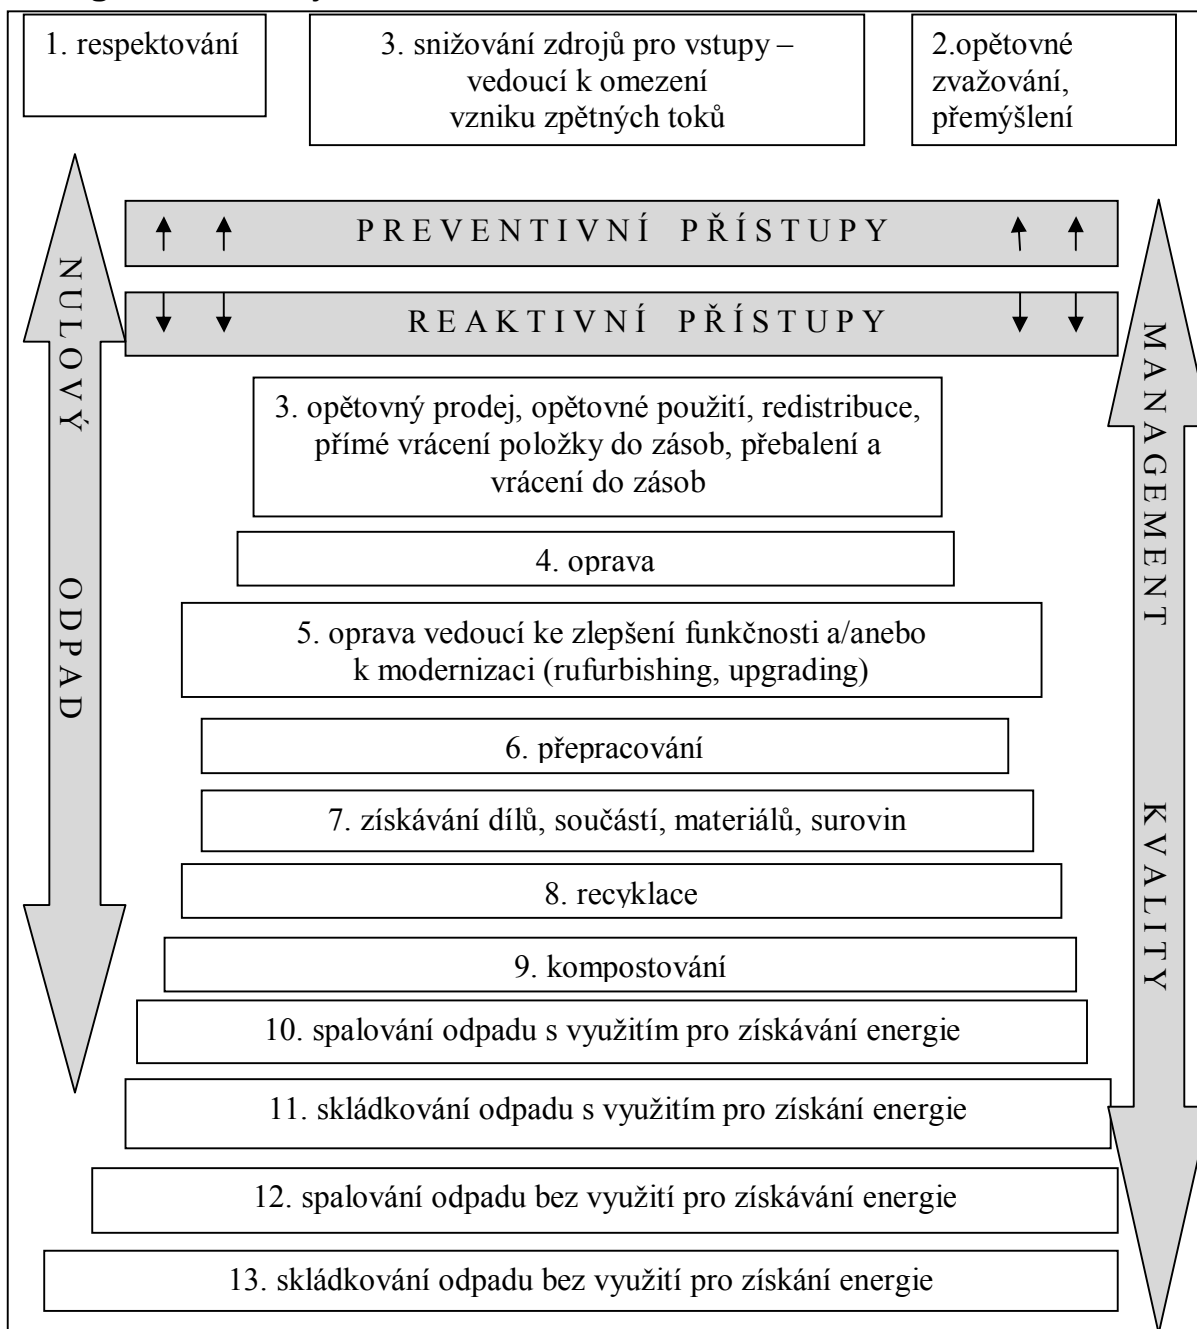 1. respektování
3. snižování zdrojů pro vstupy –
vedoucí k omezení
vzniku zpětných toků
2.opětovné
zvažování,
přemýšlení
PREVENTIVNÍ PŘÍSTUPY
REAKTIVNÍ PŘÍSTUPY
NULOVÝ ODPAD
MANAGEMENT KVALITY
3. opětovný prodej, opětovné použití, redistribuce,
přímé vrácení položky do zásob, přebalení a
vrácení do zásob
4. oprava
5. oprava vedoucí ke zlepšení funkčnosti a/anebo
k modernizaci (rufurbishing, upgrading)
6. přepracování
7. získávání dílů, součástí, materiálů, surovin
8. recyklace
9. kompostování
10. spalování odpadu s využitím pro získávání energie
11. skládkování odpadu s využitím pro získání energie
12. spalování odpadu bez využití pro získávání energie
13. skládkování odpadu bez využití pro získání energie